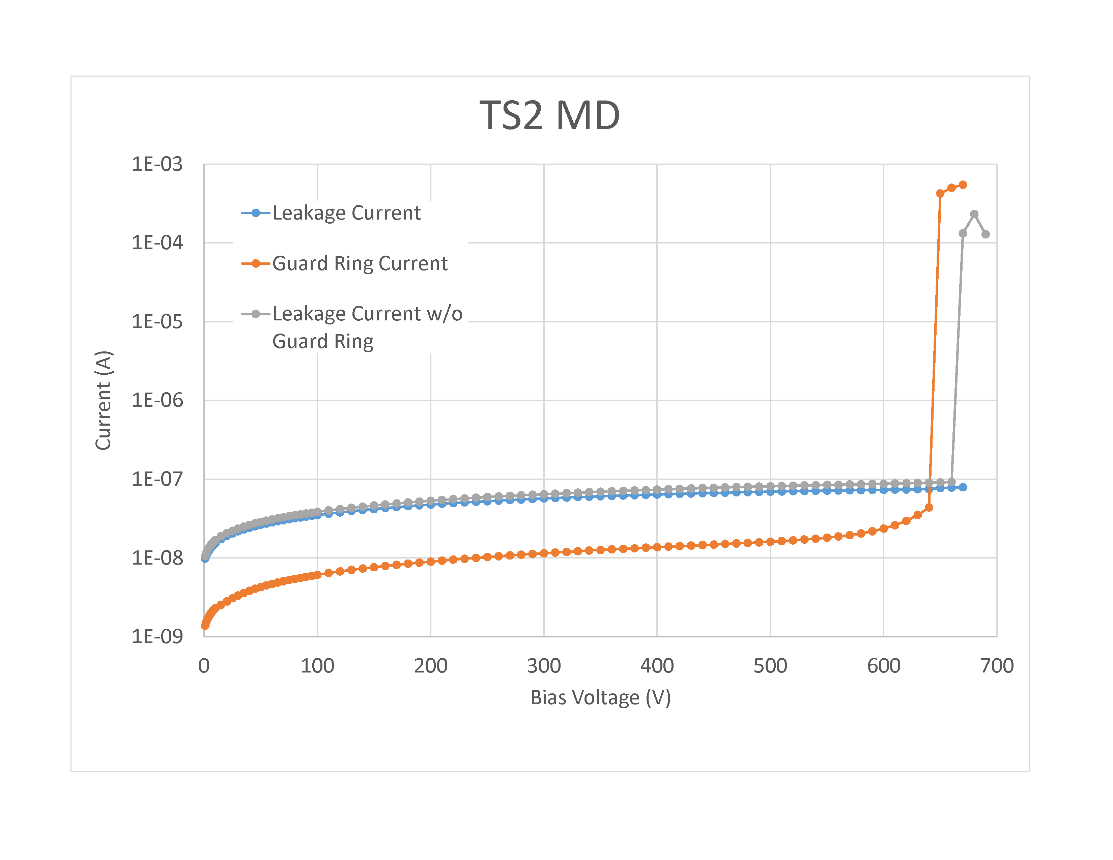 TS2 MD
1E-03
1E-04
1E-05
1E-06
1E-07
1E-08
1E-09
Current (A)
Leakage Current
Guard Ring Current
Leakage Current w/o
Guard Ring
0 100 200 300 400 500 600 700
Bias Voltage (V)